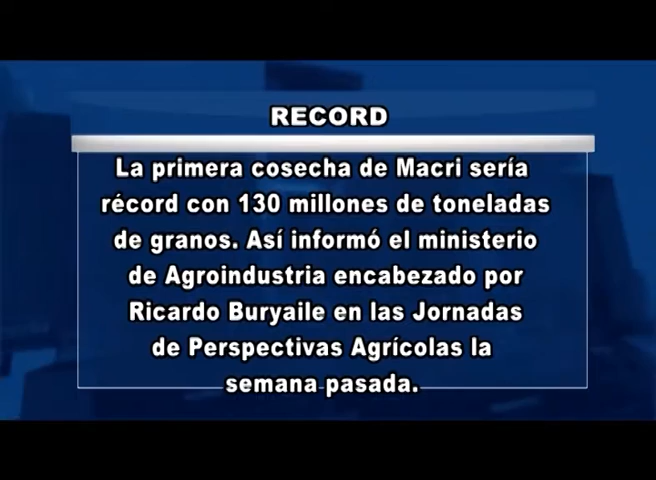 RECORD
La primera cosecha de Macri sería
récord con 130 millones de toneladas
de granos. Así informó el ministerio
de Agroindustria encabezado por
Ricardo Buryaile en las Jornadas
de Perspectivas Agrícolas la
semana pasada.